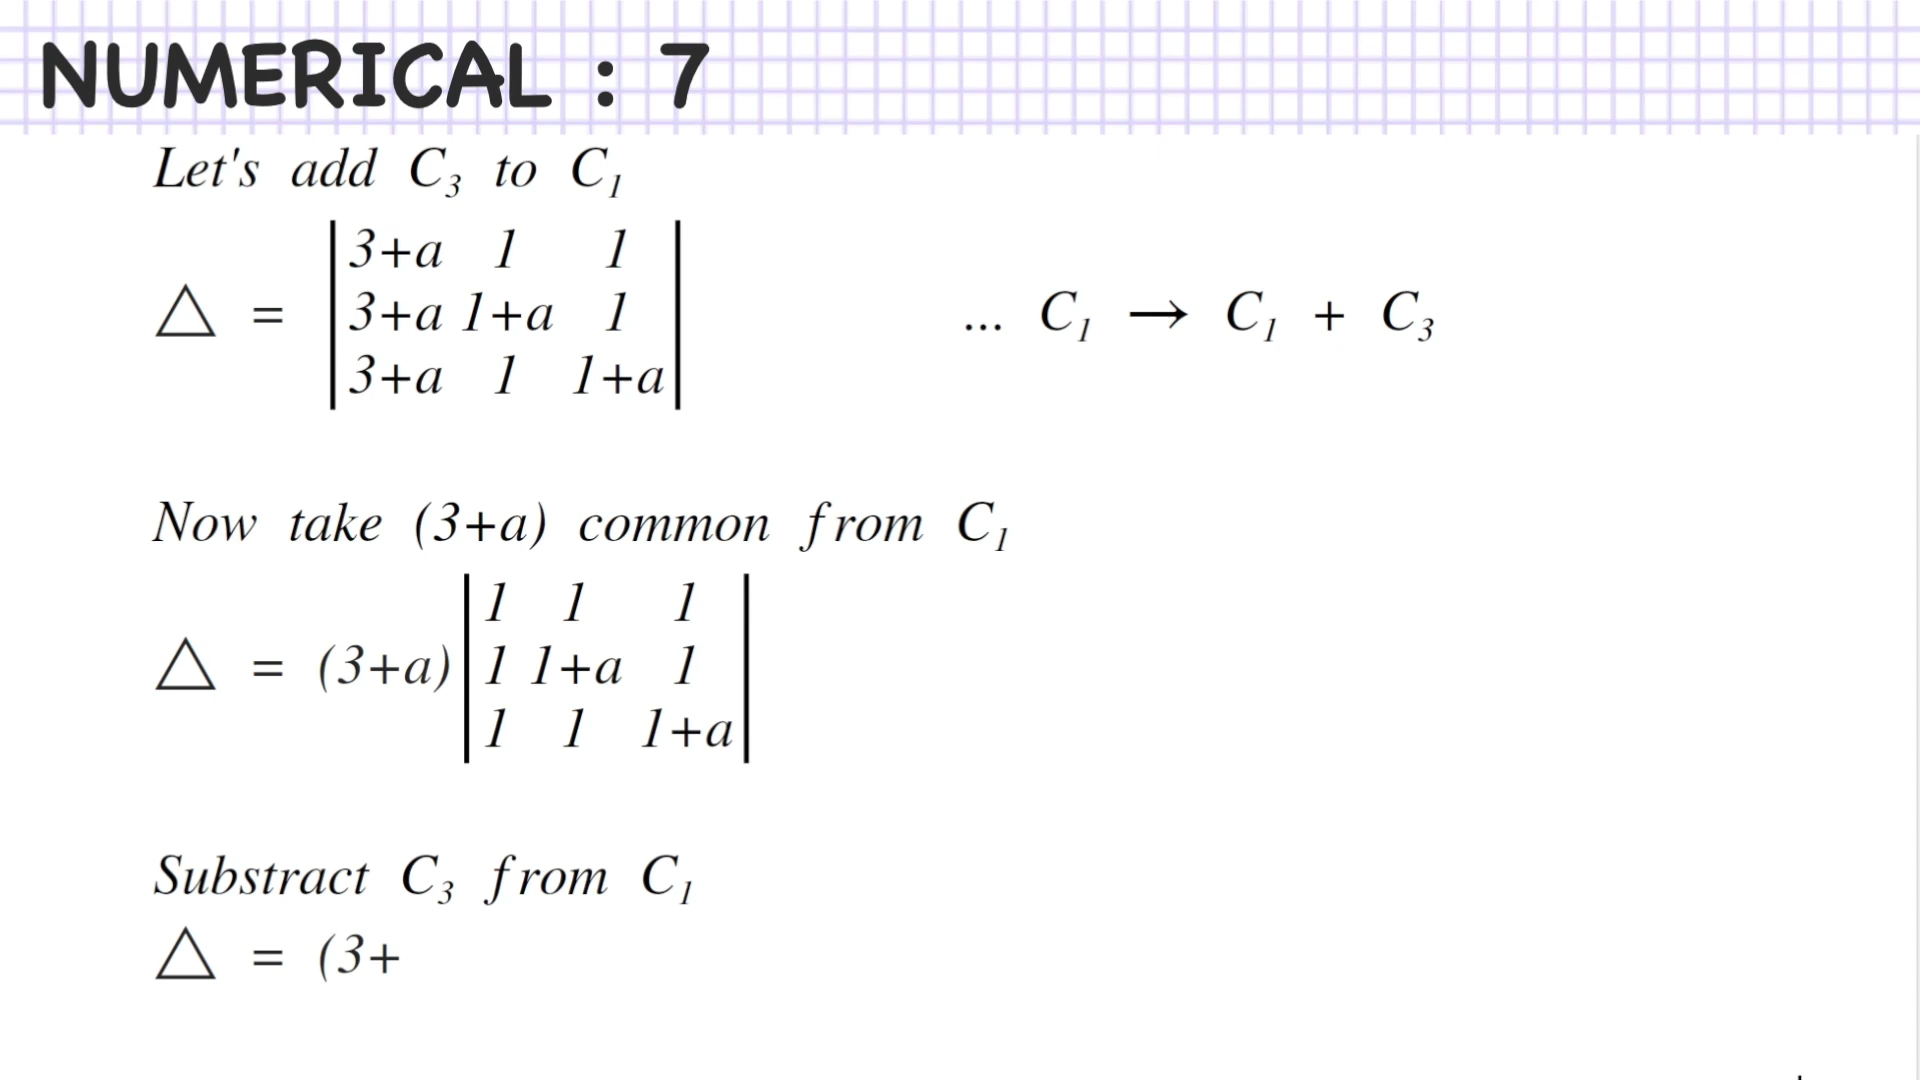 NUMERICAL : 7
Let's add C₃ to C₁
△ = |3+a 1 1|
|3+a 1+a 1| ... C₁ → C₁ + C₃
|3+a 1 1+a|
Now take (3+a) common from C₁
△ = (3+a) |1 1 1|
|1 1+a 1|
|1 1 1+a|
Substract C₃ from C₁
△ = (3+